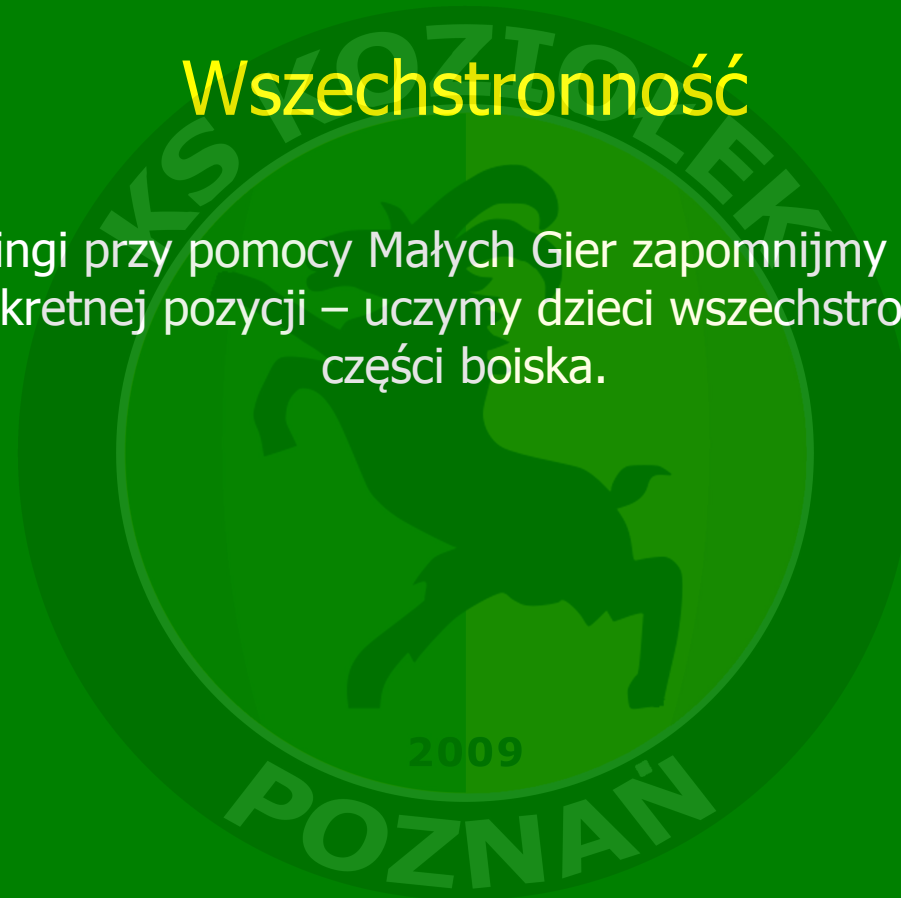 Wszechstronność
ingi przy pomocy Małych Gier zapomnijmy
kretnej pozycji – uczymy dzieci wszechstro
części boiska.
KS KOZIOŁEK
2009
POZNAŃ